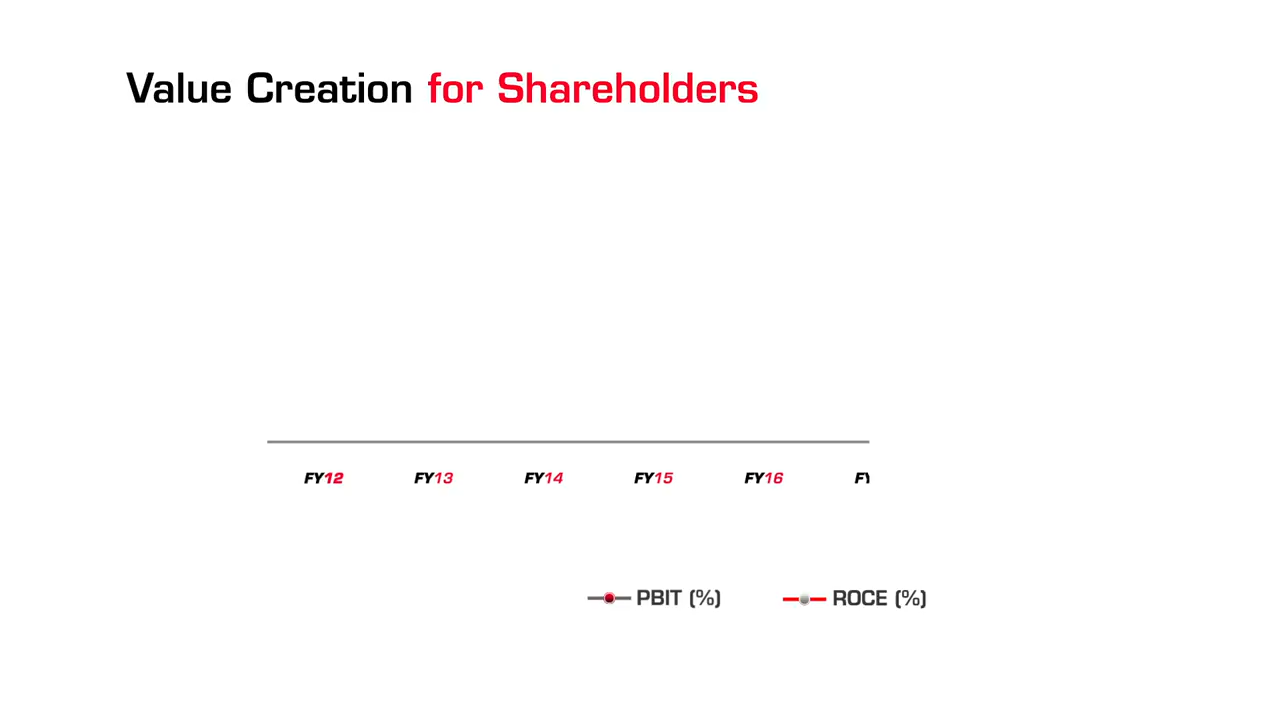 Value Creation for Shareholders
FY12 FY13 FY14 FY15 FY16
PBIT (%) ROCE (%)